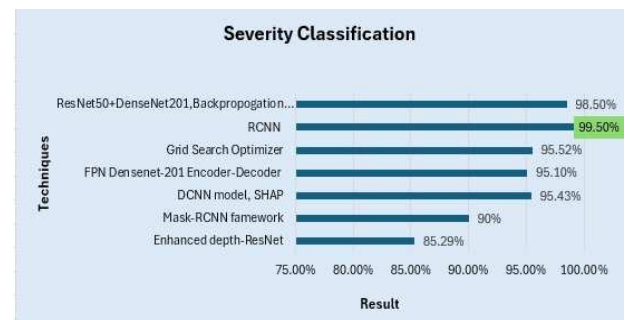 Severity Classification
Techniques
ResNet50+DenseNet201,Backpropogation... 98.50%
RCNN 99.50%
Grid Search Optimizer 95.52%
FPN Densenet-201 Encoder-Decoder 95.10%
DCNN model, SHAP 95.43%
Mask-RCNN famework 90%
Enhanced depth-ResNet 85.29%
75.00% 80.00% 85.00% 90.00% 95.00% 100.00%
Result